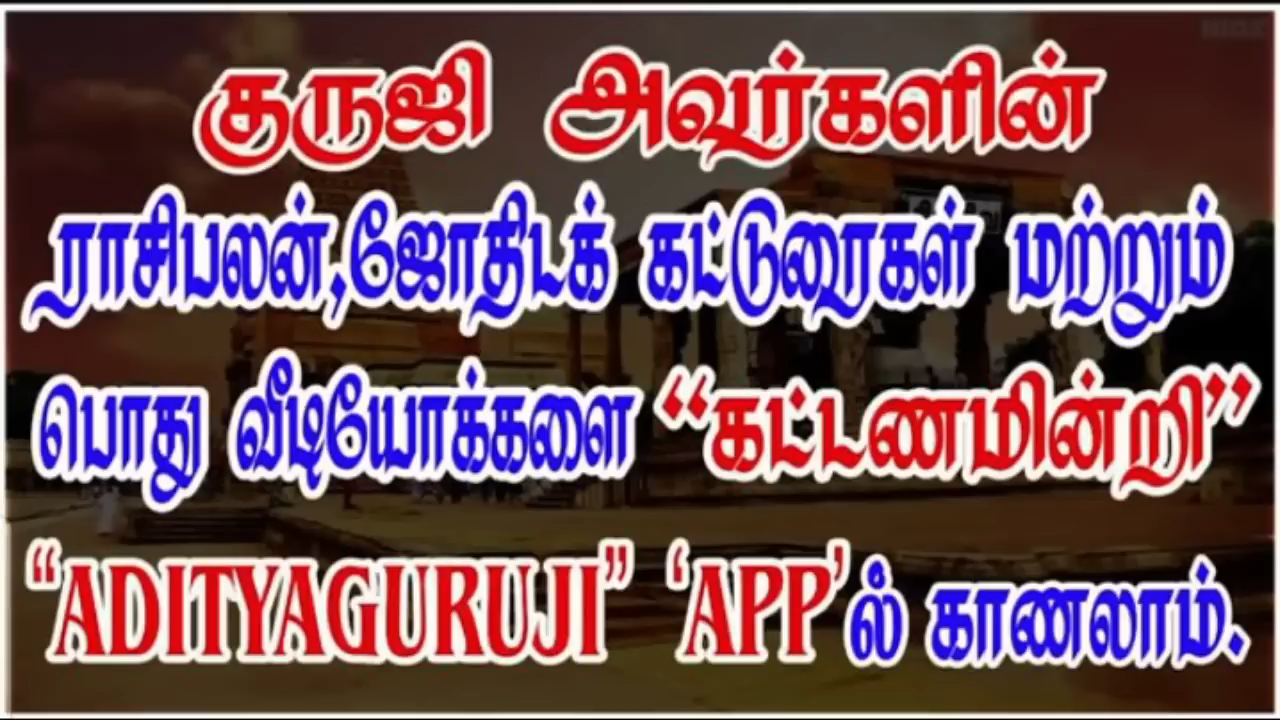 குருஜி அவர்களின்
ராசிபலன்,ஜோதிடக் கட்டுரைகள் மற்றும்
பொது வீடியோக்களை “கட்டணமின்றி”
“ADITYAGURUJI” ‘APP’ல் காணலாம்.